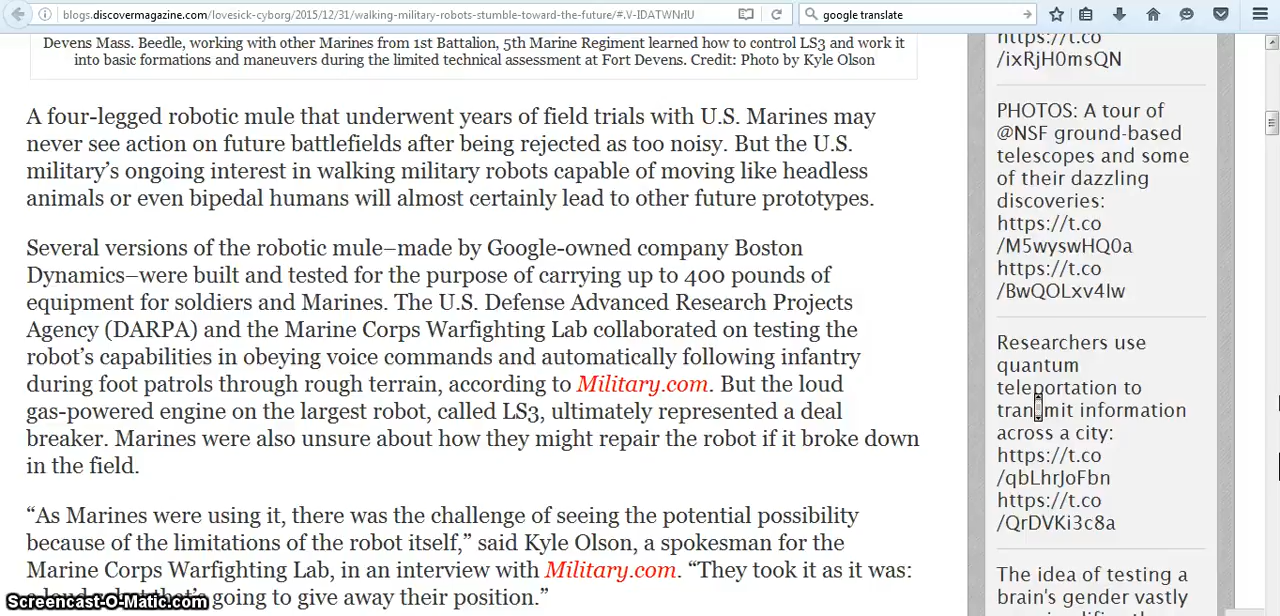 blogs.discovermagazine.com/lovesick-cyborg/2015/12/31/walking-military-robots-stumble-toward-the-future/#.V-IDATWNrIU
google translate
Devens Mass. Beedle, working with other Marines from 1st Battalion, 5th Marine Regiment learned how to control LS3 and work it
into basic formations and maneuvers during the limited technical assessment at Fort Devens. Credit: Photo by Kyle Olson
A four-legged robotic mule that underwent years of field trials with U.S. Marines may
never see action on future battlefields after being rejected as too noisy. But the U.S.
military’s ongoing interest in walking military robots capable of moving like headless
animals or even bipedal humans will almost certainly lead to other future prototypes.
Several versions of the robotic mule–made by Google-owned company Boston
Dynamics–were built and tested for the purpose of carrying up to 400 pounds of
equipment for soldiers and Marines. The U.S. Defense Advanced Research Projects
Agency (DARPA) and the Marine Corps Warfighting Lab collaborated on testing the
robot’s capabilities in obeying voice commands and automatically following infantry
during foot patrols through rough terrain, according to Military.com. But the loud
gas-powered engine on the largest robot, called LS3, ultimately represented a deal
breaker. Marines were also unsure about how they might repair the robot if it broke down
in the field.
“As Marines were using it, there was the challenge of seeing the potential possibility
because of the limitations of the robot itself,” said Kyle Olson, a spokesman for the
Marine Corps Warfighting Lab, in an interview with Military.com. “They took it as it was:
going to give away their position.”
https://t.co
/ixRjH0msQN
PHOTOS: A tour of
@NSF ground-based
telescopes and some
of their dazzling
discoveries:
https://t.co
/M5wyswHQ0a
https://t.co
/BwQOLxv4Iw
Researchers use
quantum
teleportation to
transmit information
across a city:
https://t.co
/qbLhrJoFbn
https://t.co
/QrDVKi3c8a
The idea of testing a
brain's gender vastly
Screencast-O-Matic.com